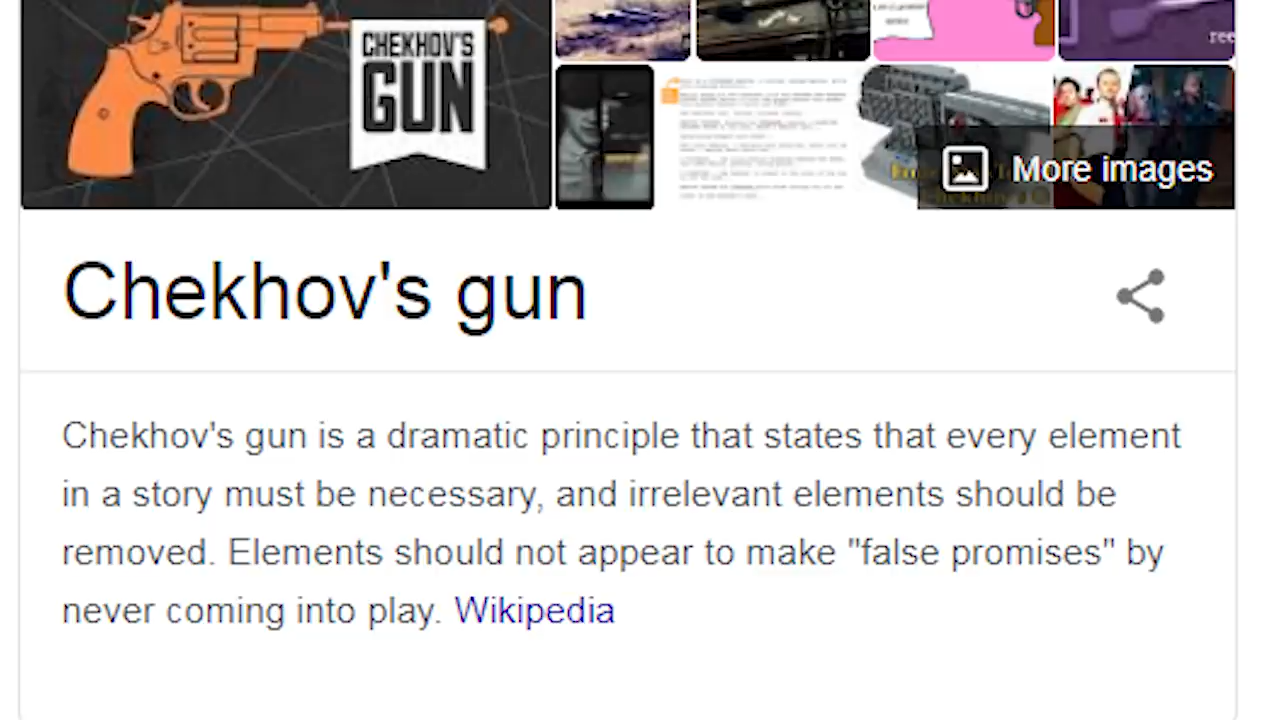 CHEKHOV'S
GUN
ree
More images
Chekhov's gun
Chekhov's gun is a dramatic principle that states that every element
in a story must be necessary, and irrelevant elements should be
removed. Elements should not appear to make "false promises" by
never coming into play. Wikipedia